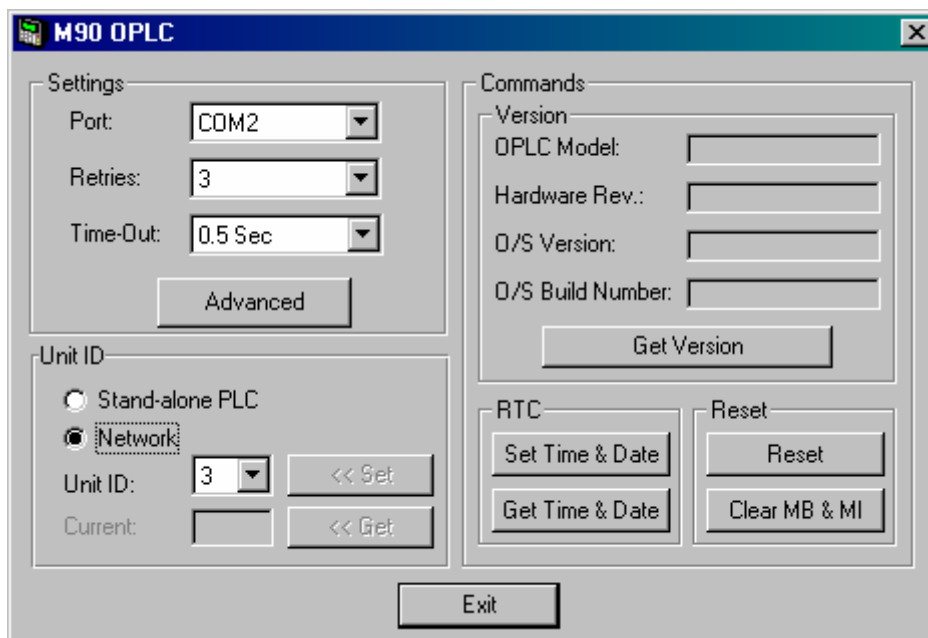 M90 OPLC
Settings
Port: COM2
Retries: 3
Time-Out: 0.5 Sec
Advanced
Unit ID
Stand-alone PLC
Network
Unit ID: 3 << Set
Current: << Get
Commands
Version
OPLC Model:
Hardware Rev.:
O/S Version:
O/S Build Number:
Get Version
RTC
Set Time & Date
Get Time & Date
Reset
Reset
Clear MB & MI
Exit